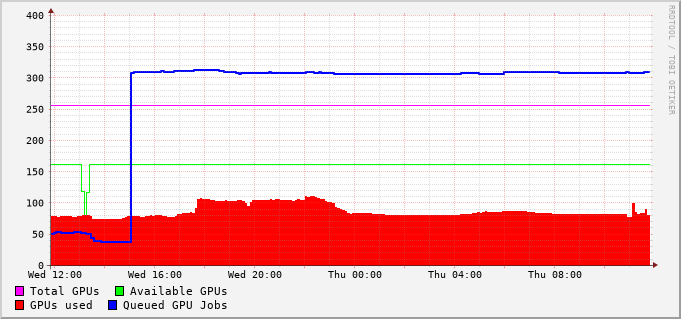 RRDTOOL / TOBI OETIKER
400
350
300
250
200
150
100
50
0
Wed 12:00 Wed 16:00 Wed 20:00 Thu 00:00 Thu 04:00 Thu 08:00
Total GPUs Available GPUs
GPUs used Queued GPU Jobs